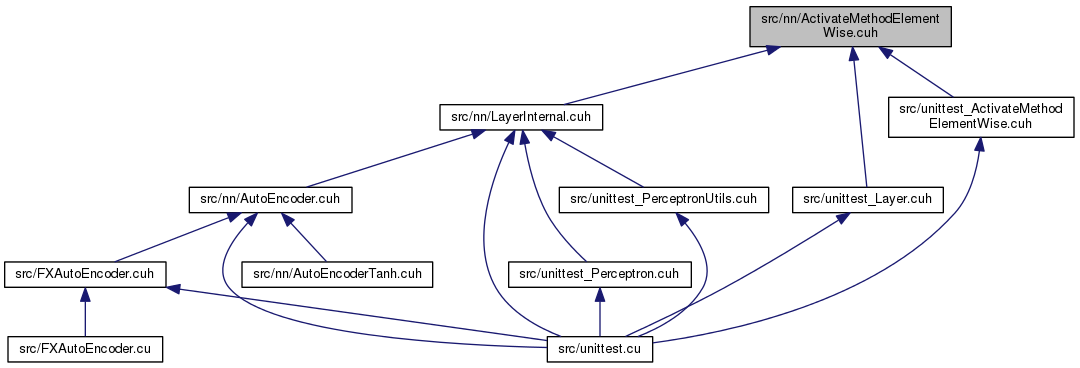 src/nn/ActivateMethodElement
Wise.cuh
src/nn/LayerInternal.cuh
src/unittest_ActivateMethod
ElementWise.cuh
src/nn/AutoEncoder.cuh
src/unittest_PerceptronUtils.cuh
src/unittest_Layer.cuh
src/FXAutoEncoder.cuh
src/nn/AutoEncoderTanh.cuh
src/unittest_Perceptron.cuh
src/FXAutoEncoder.cu
src/unittest.cu